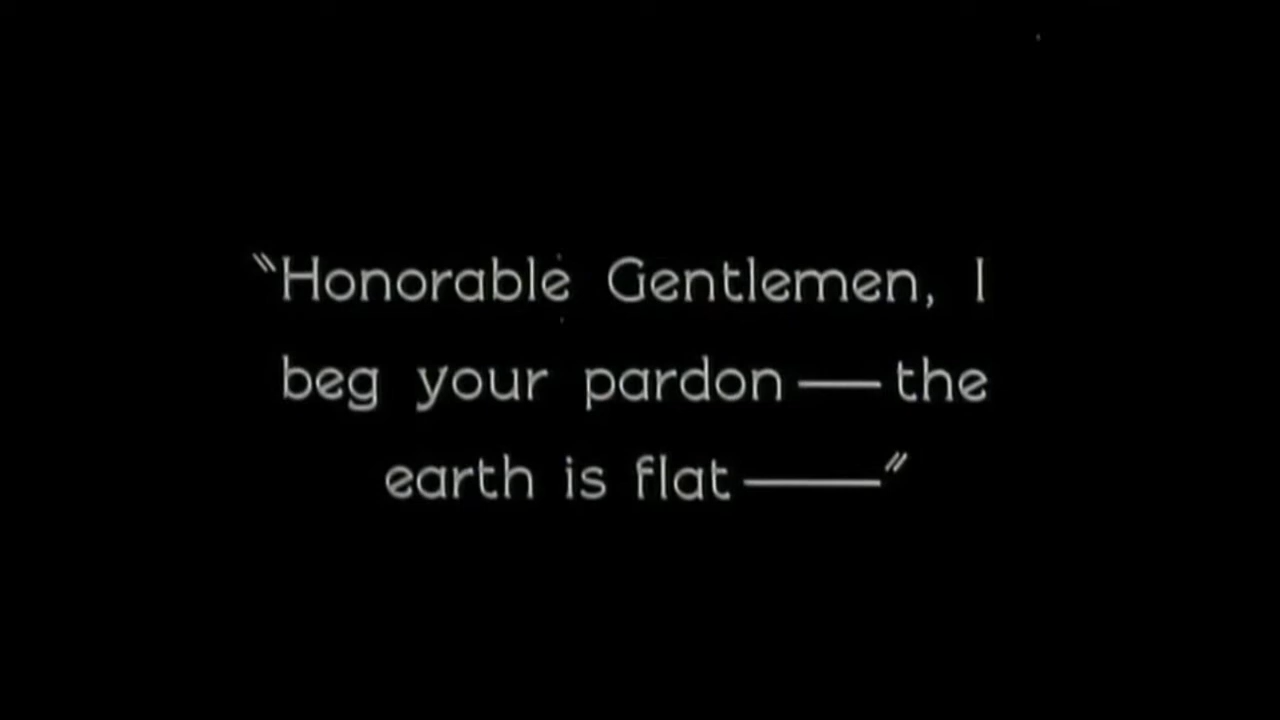 "Honorable Gentlemen, I
beg your pardon — the
earth is flat ——"